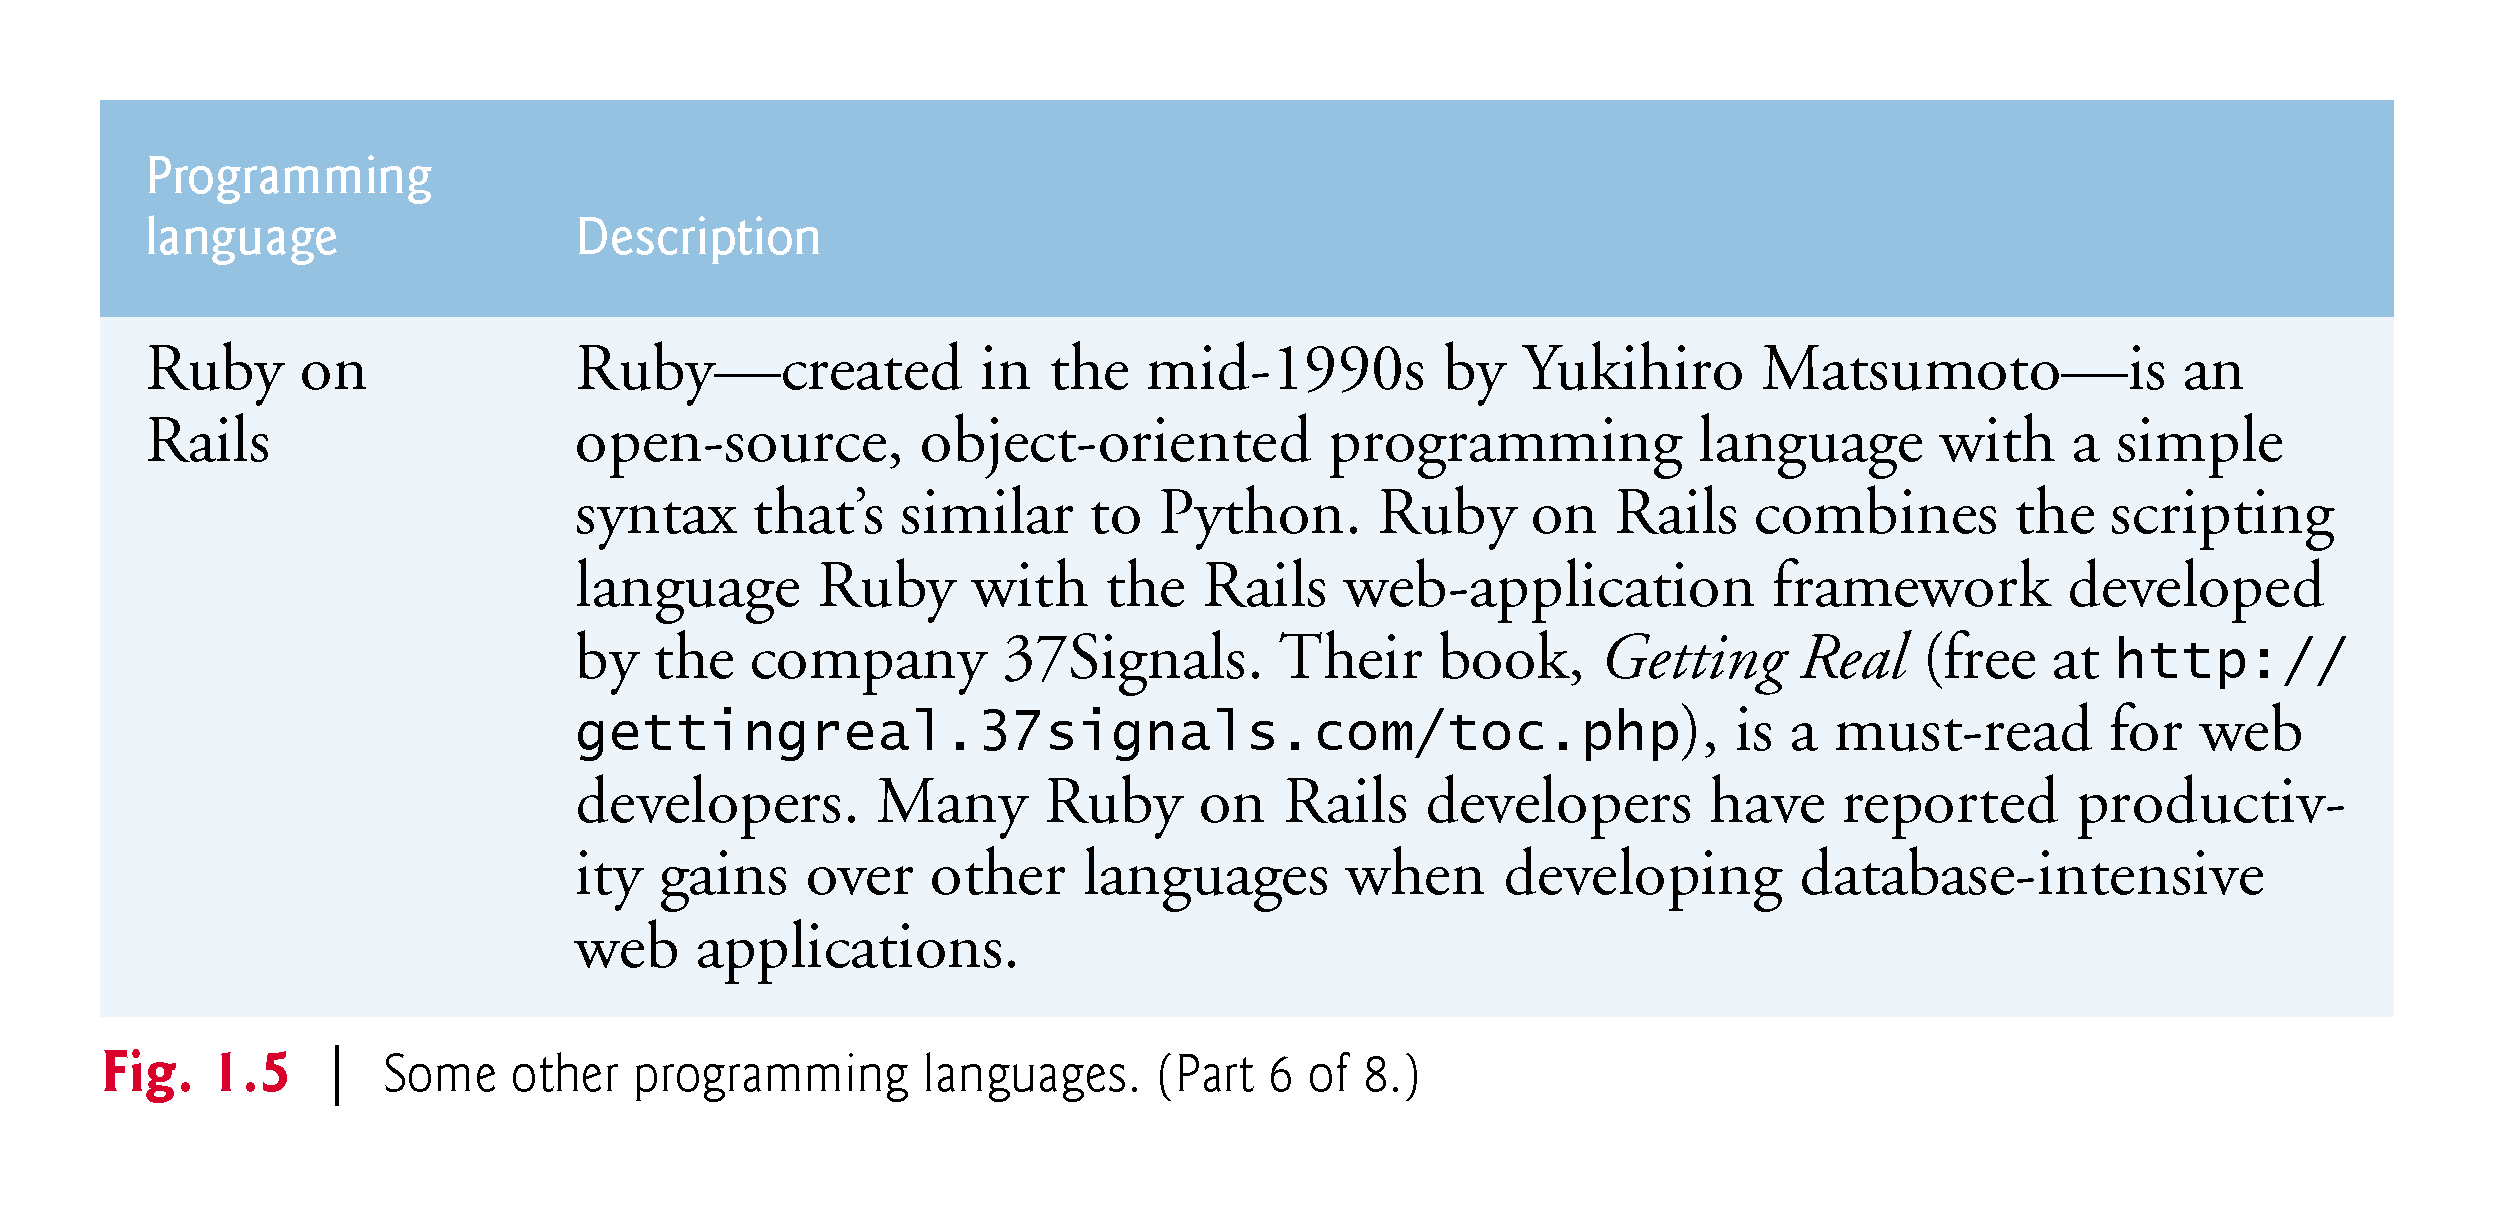 Programming
language
Description
Ruby on
Rails
Ruby—created in the mid-1990s by Yukihiro Matsumoto—is an
open-source, object-oriented programming language with a simple
syntax that’s similar to Python. Ruby on Rails combines the scripting
language Ruby with the Rails web-application framework developed
by the company 37Signals. Their book, Getting Real (free at http://
gettingreal.37signals.com/toc.php), is a must-read for web
developers. Many Ruby on Rails developers have reported productiv-
ity gains over other languages when developing database-intensive
web applications.
Fig. 1.5 | Some other programming languages. (Part 6 of 8.)